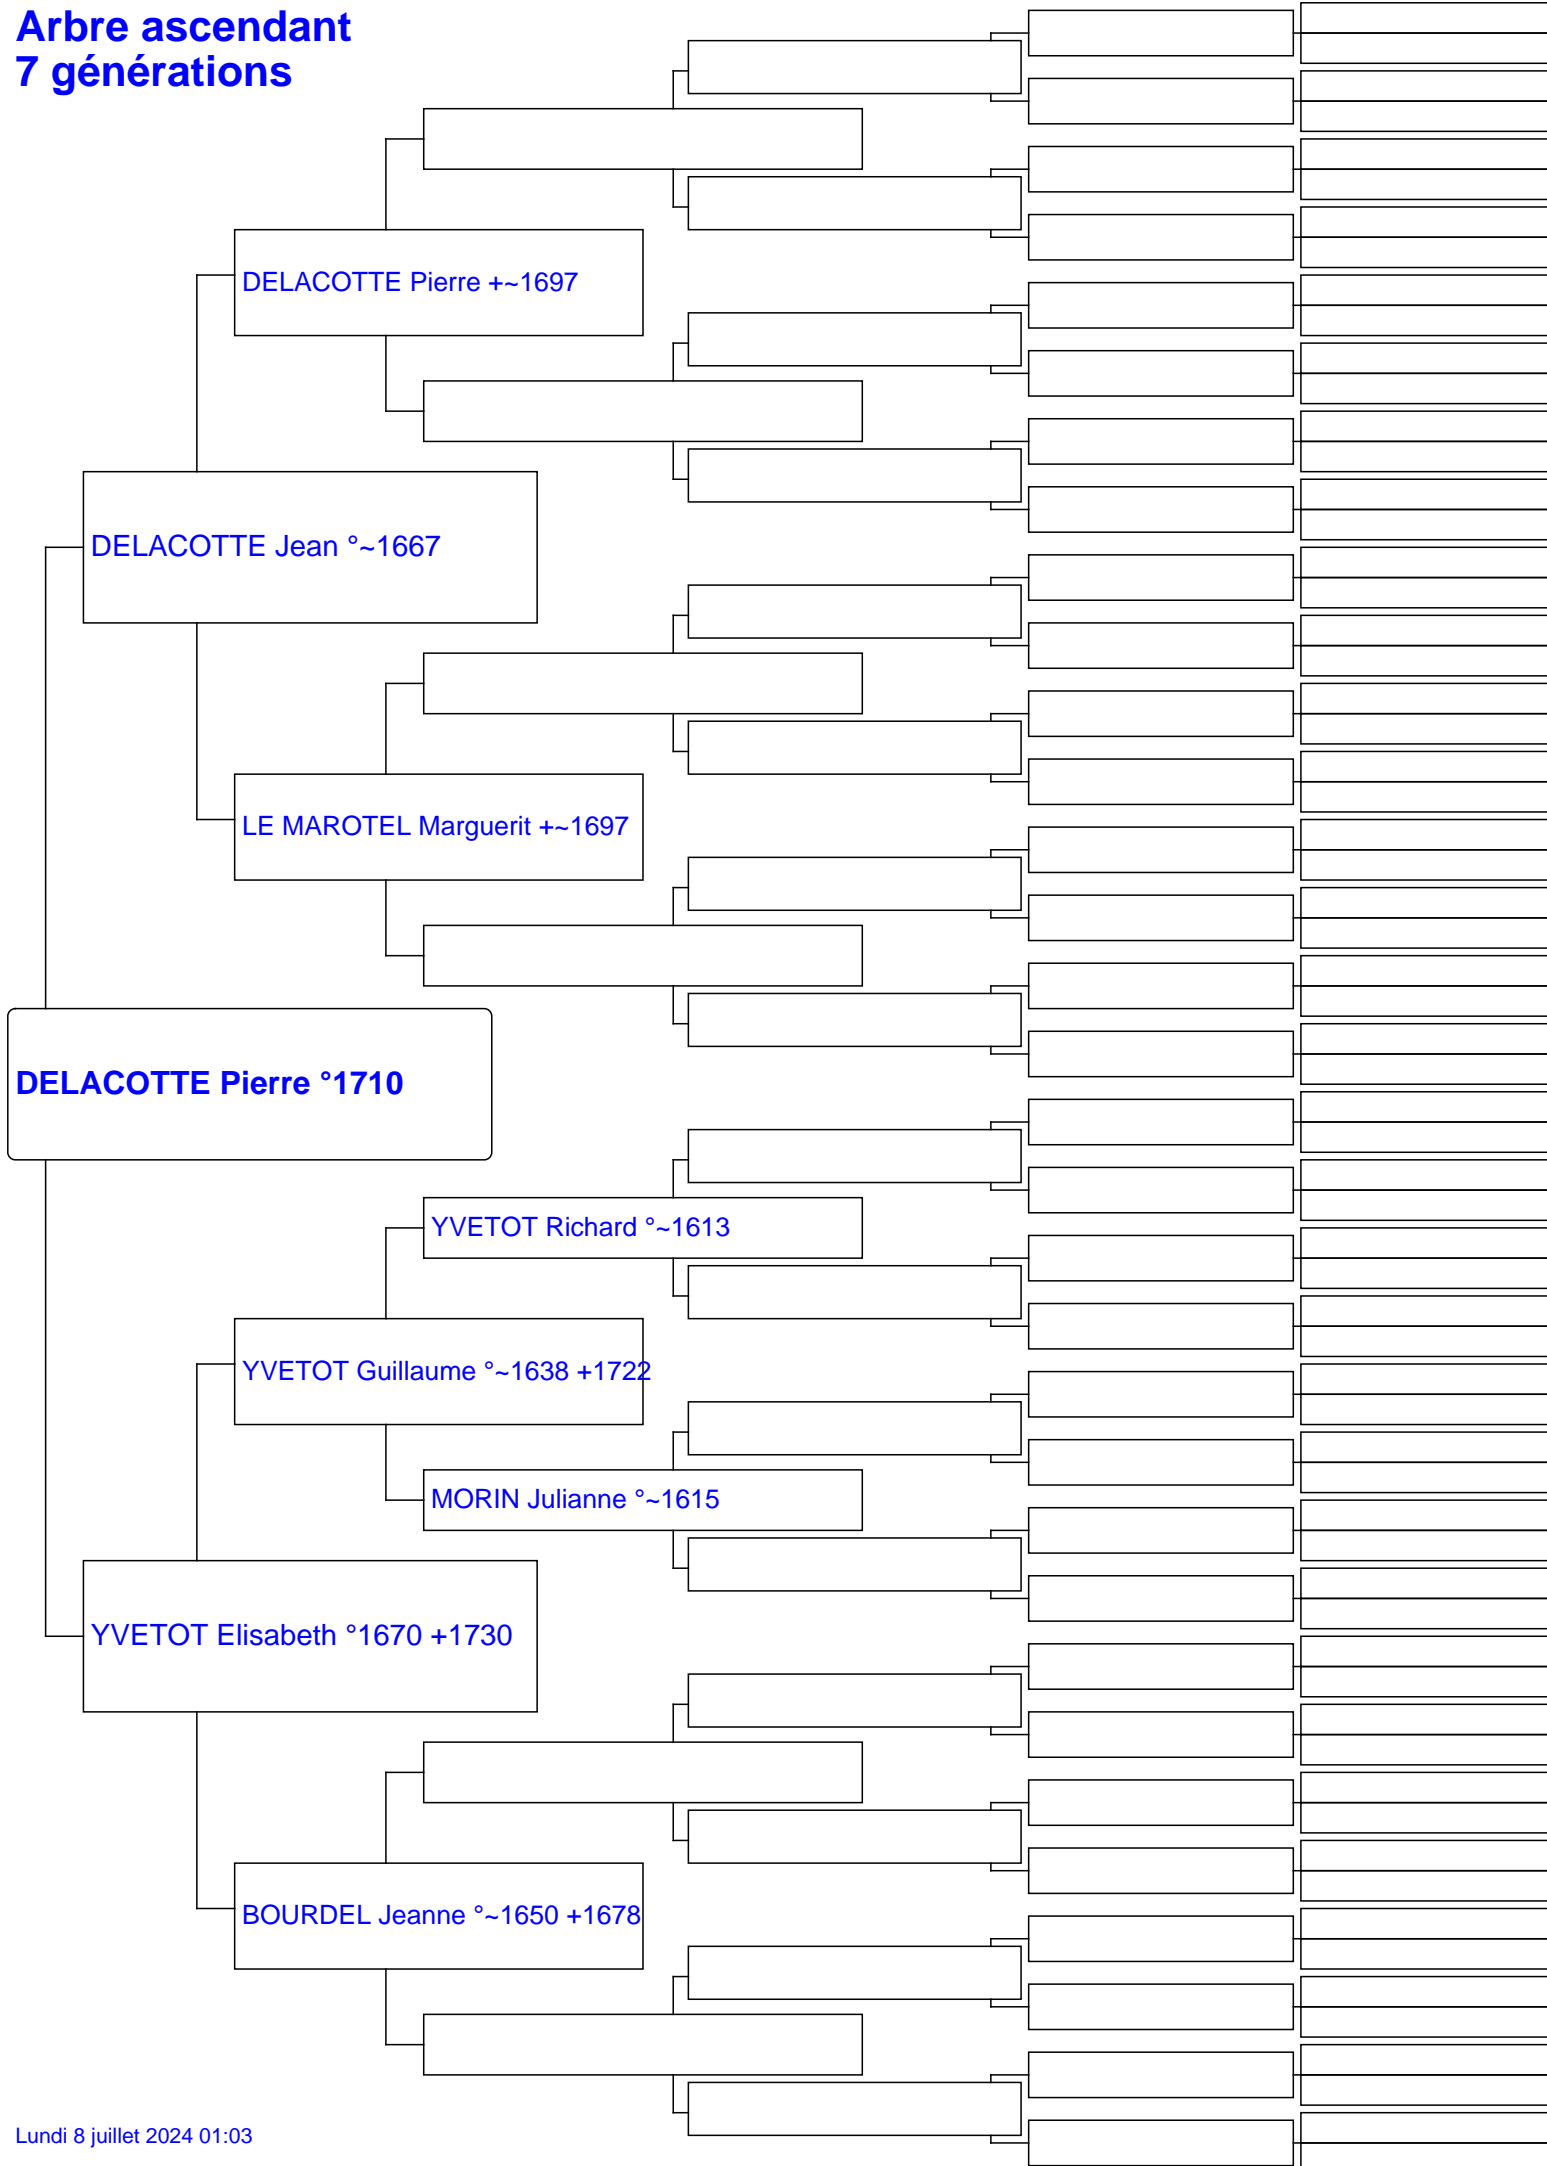 Arbre ascendant
7 générations
DELACOTTE Pierre +~1697
DELACOTTE Jean °~1667
LE MAROTEL Marguerit +~1697
DELACOTTE Pierre °1710
YVETOT Richard °~1613
YVETOT Guillaume °~1638 +1722
MORIN Julianne °~1615
YVETOT Elisabeth °1670 +1730
BOURDEL Jeanne °~1650 +1678
Lundi 8 juillet 2024 01:03